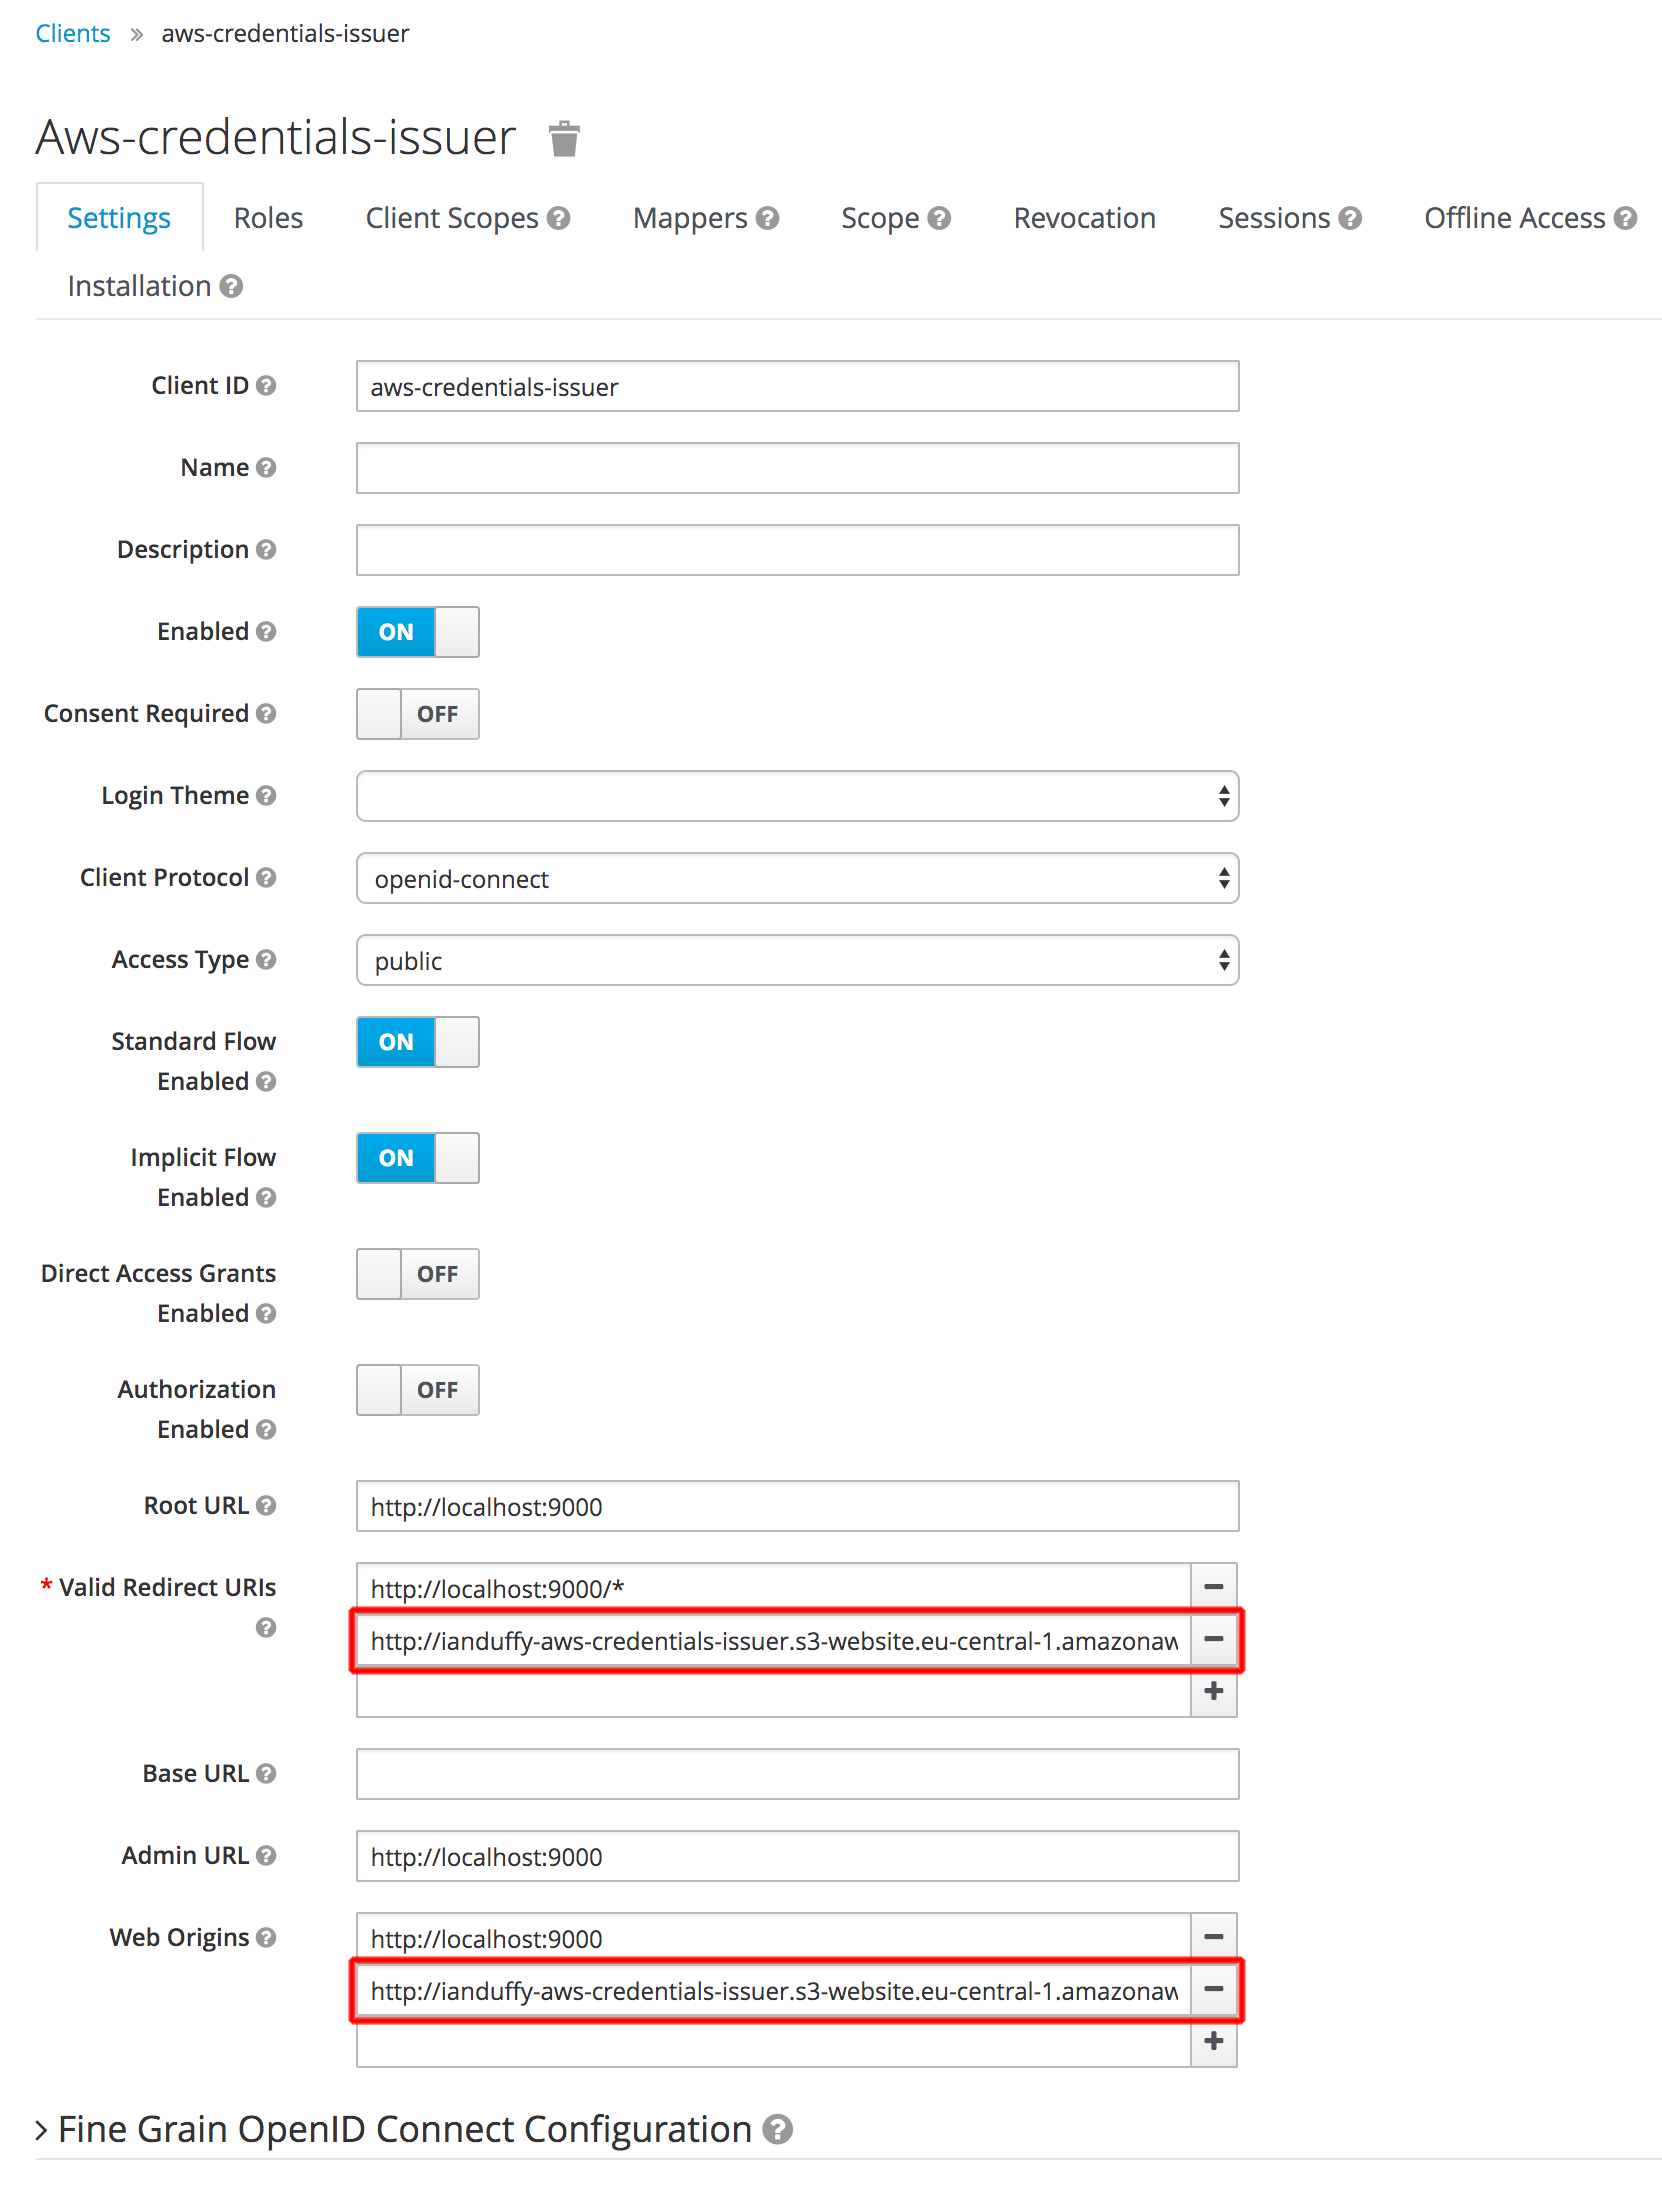 Clients » aws-credentials-issuer
Aws-credentials-issuer
Settings Roles Client Scopes Mappers Scope Revocation Sessions Offline Access
Installation
Client ID aws-credentials-issuer
Name
Description
Enabled ON
Consent Required OFF
Login Theme
Client Protocol openid-connect
Access Type public
Standard Flow Enabled ON
Implicit Flow Enabled ON
Direct Access Grants Enabled OFF
Authorization Enabled OFF
Root URL http://localhost:9000
* Valid Redirect URIs http://localhost:9000/*
http://ianduffy-aws-credentials-issuer.s3-website.eu-central-1.amazonaw
Base URL
Admin URL http://localhost:9000
Web Origins http://localhost:9000
http://ianduffy-aws-credentials-issuer.s3-website.eu-central-1.amazonaw
Fine Grain OpenID Connect Configuration